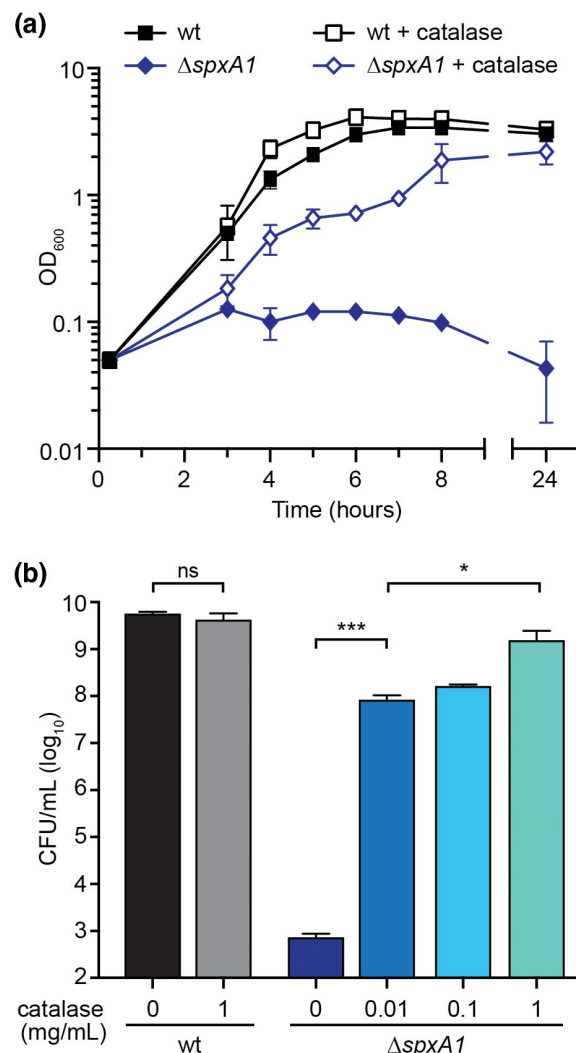 (a)
wt
wt + catalase
ΔspxA1
ΔspxA1 + catalase
10
1
0.1
0.01
OD600
0 2 4 6 8 24
Time (hours)
(b)
ns
*
***
10
9
8
7
6
5
4
3
2
CFU/mL (log10)
catalase (mg/mL)
0 1 0 0.01 0.1 1
wt ΔspxA1